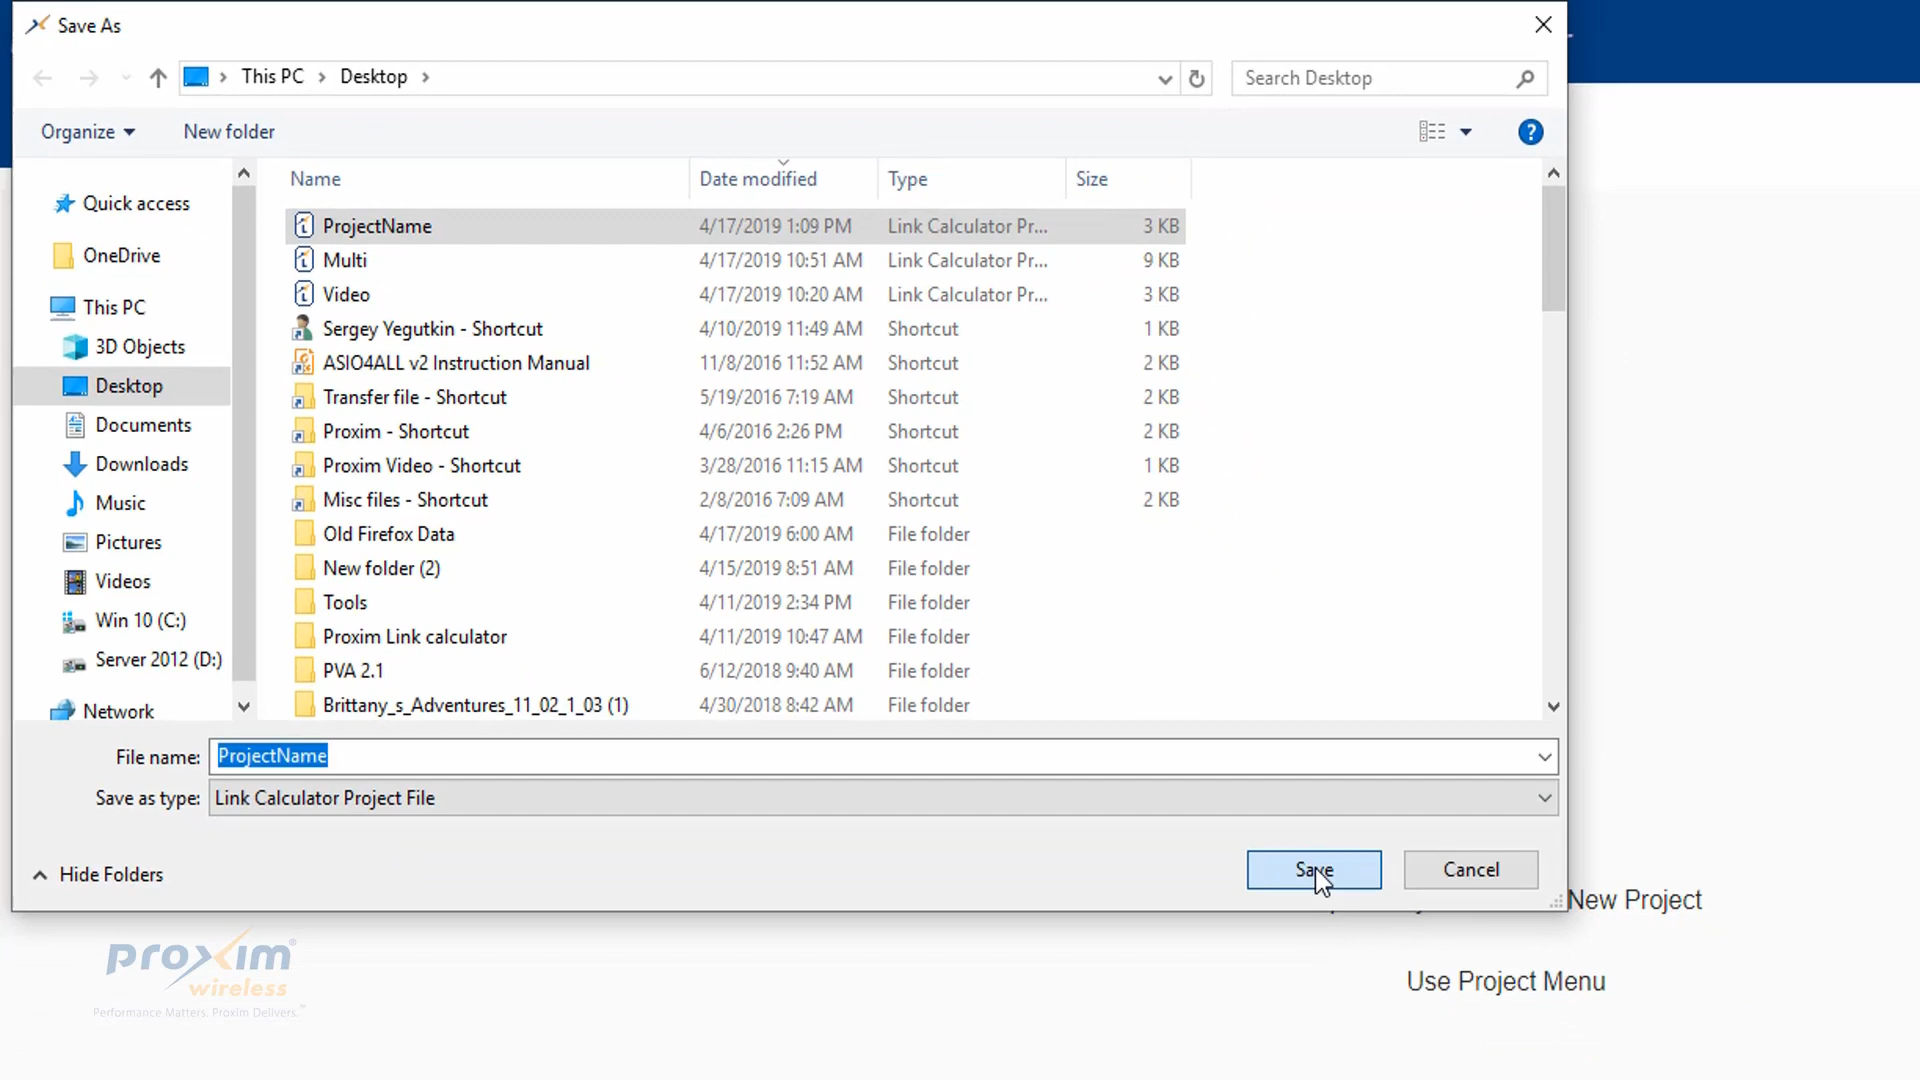 Save As
This PC > Desktop >
Search Desktop
Organize
New folder
?
Name
Date modified
Type
Size
Quick access
OneDrive
This PC
3D Objects
Desktop
Documents
Downloads
Music
Pictures
Videos
Win 10 (C:)
Server 2012 (D:)
Network
ProjectName 4/17/2019 1:09 PM Link Calculator Pr... 3 KB
Multi 4/17/2019 10:51 AM Link Calculator Pr... 9 KB
Video 4/17/2019 10:20 AM Link Calculator Pr... 3 KB
Sergey Yegutkin - Shortcut 4/10/2019 11:49 AM Shortcut 1 KB
ASIO4ALL v2 Instruction Manual 11/8/2016 11:52 AM Shortcut 2 KB
Transfer file - Shortcut 5/19/2016 7:19 AM Shortcut 2 KB
Proxim - Shortcut 4/6/2016 2:26 PM Shortcut 2 KB
Proxim Video - Shortcut 3/28/2016 11:15 AM Shortcut 1 KB
Misc files - Shortcut 2/8/2016 7:09 AM Shortcut 2 KB
Old Firefox Data 4/17/2019 6:00 AM File folder
New folder (2) 4/15/2019 8:51 AM File folder
Tools 4/11/2019 2:34 PM File folder
Proxim Link calculator 4/11/2019 10:47 AM File folder
PVA 2.1 6/12/2018 9:40 AM File folder
Brittany_s_Adventures_11_02_1_03 (1) 4/30/2018 8:42 AM File folder
File name: ProjectName
Save as type: Link Calculator Project File
Hide Folders
Save
Cancel
New Project
Use Project Menu
proxim®
wireless
Performance Matters. Proxim Delivers.™